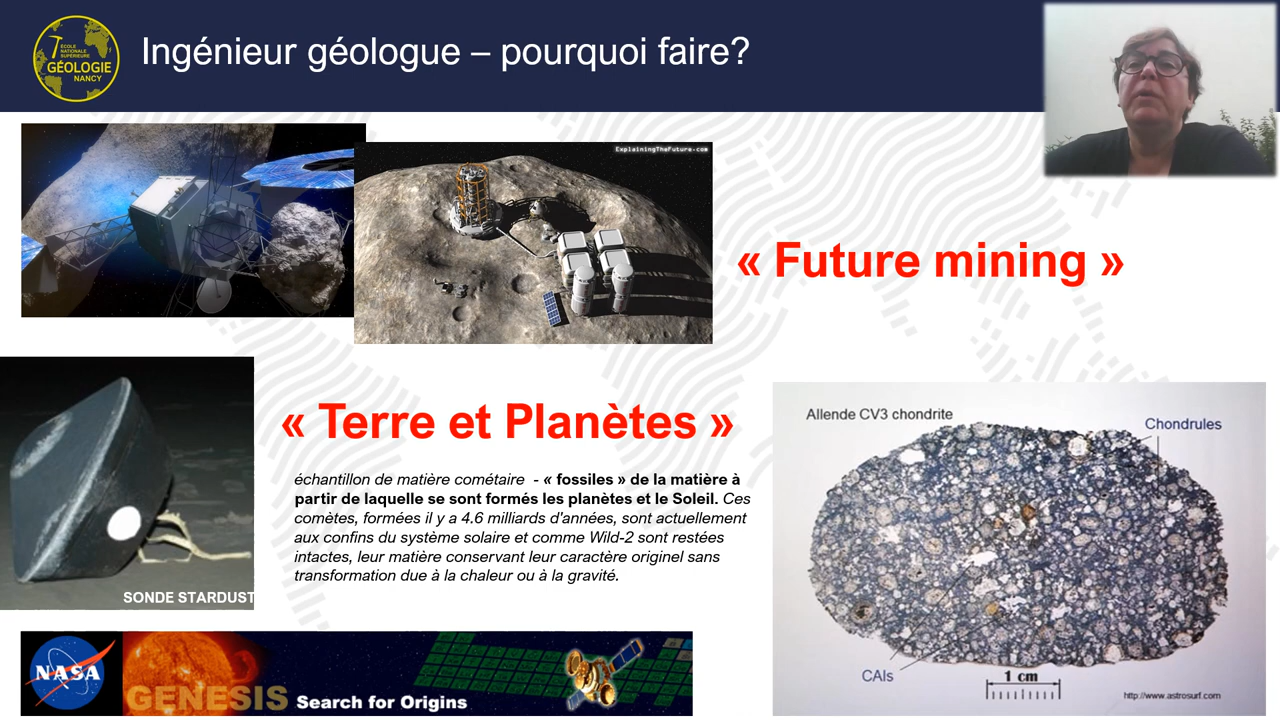 ÉCOLE
NATIONALE
SUPÉRIEURE
GÉOLOGIE
NANCY
Ingénieur géologue – pourquoi faire?
ExplainingTheFuture.com
« Future mining »
« Terre et Planètes »
échantillon de matière cométaire - « fossiles » de la matière à
partir de laquelle se sont formés les planètes et le Soleil. Ces
comètes, formées il y a 4.6 milliards d'années, sont actuellement
aux confins du système solaire et comme Wild-2 sont restées
intactes, leur matière conservant leur caractère originel sans
transformation due à la chaleur ou à la gravité.
SONDE STARDUST
Allende CV3 chondrite
Chondrules
CAIs
1 cm
http://www.astrosurf.com
NASA
GENESIS Search for Origins